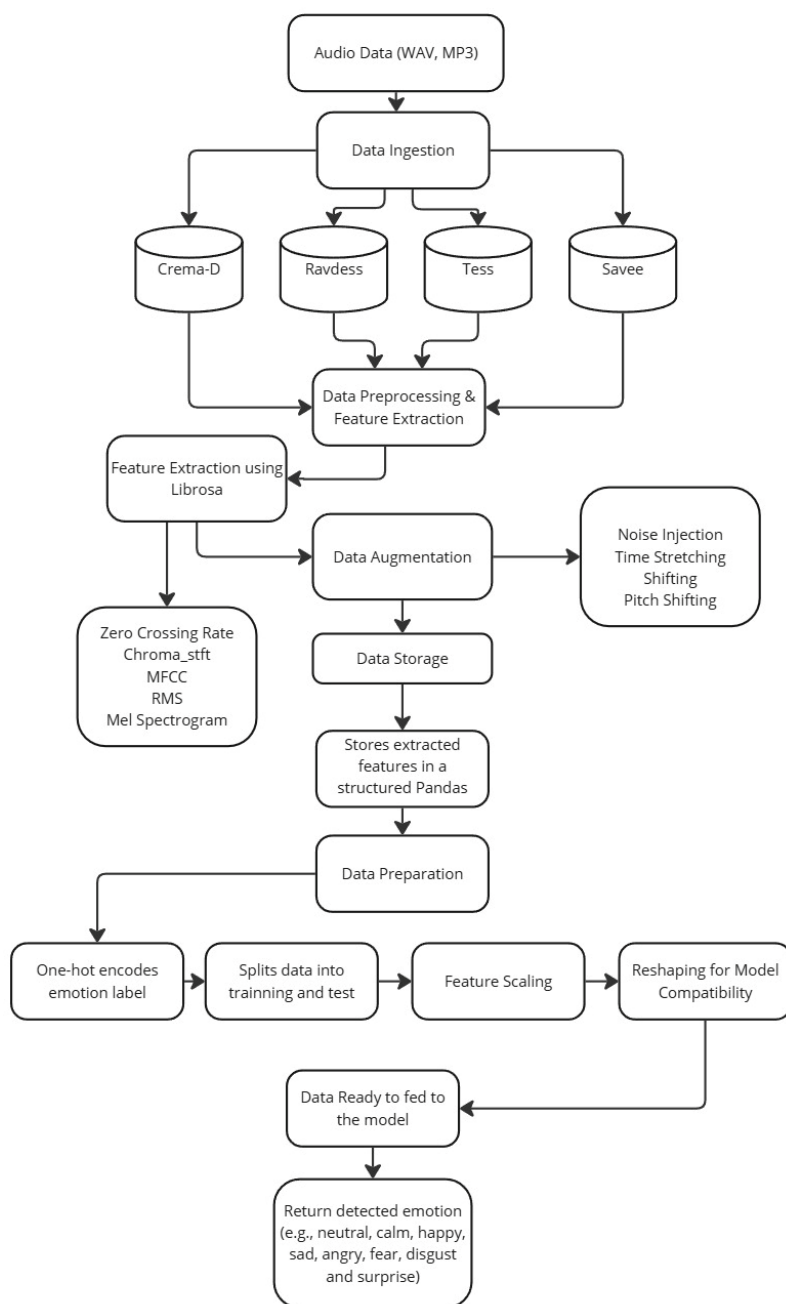 Audio Data (WAV, MP3)
Data Ingestion
Crema-D
Ravdess
Tess
Savee
Data Preprocessing &
Feature Extraction
Feature Extraction using
Librosa
Data Augmentation
Noise Injection
Time Stretching
Shifting
Pitch Shifting
Zero Crossing Rate
Chroma_stft
MFCC
RMS
Mel Spectrogram
Data Storage
Stores extracted
features in a
structured Pandas
Data Preparation
One-hot encodes
emotion label
Splits data into
trainning and test
Feature Scaling
Reshaping for Model
Compatibility
Data Ready to fed to
the model
Return detected emotion
(e.g., neutral, calm, happy,
sad, angry, fear, disgust
and surprise)